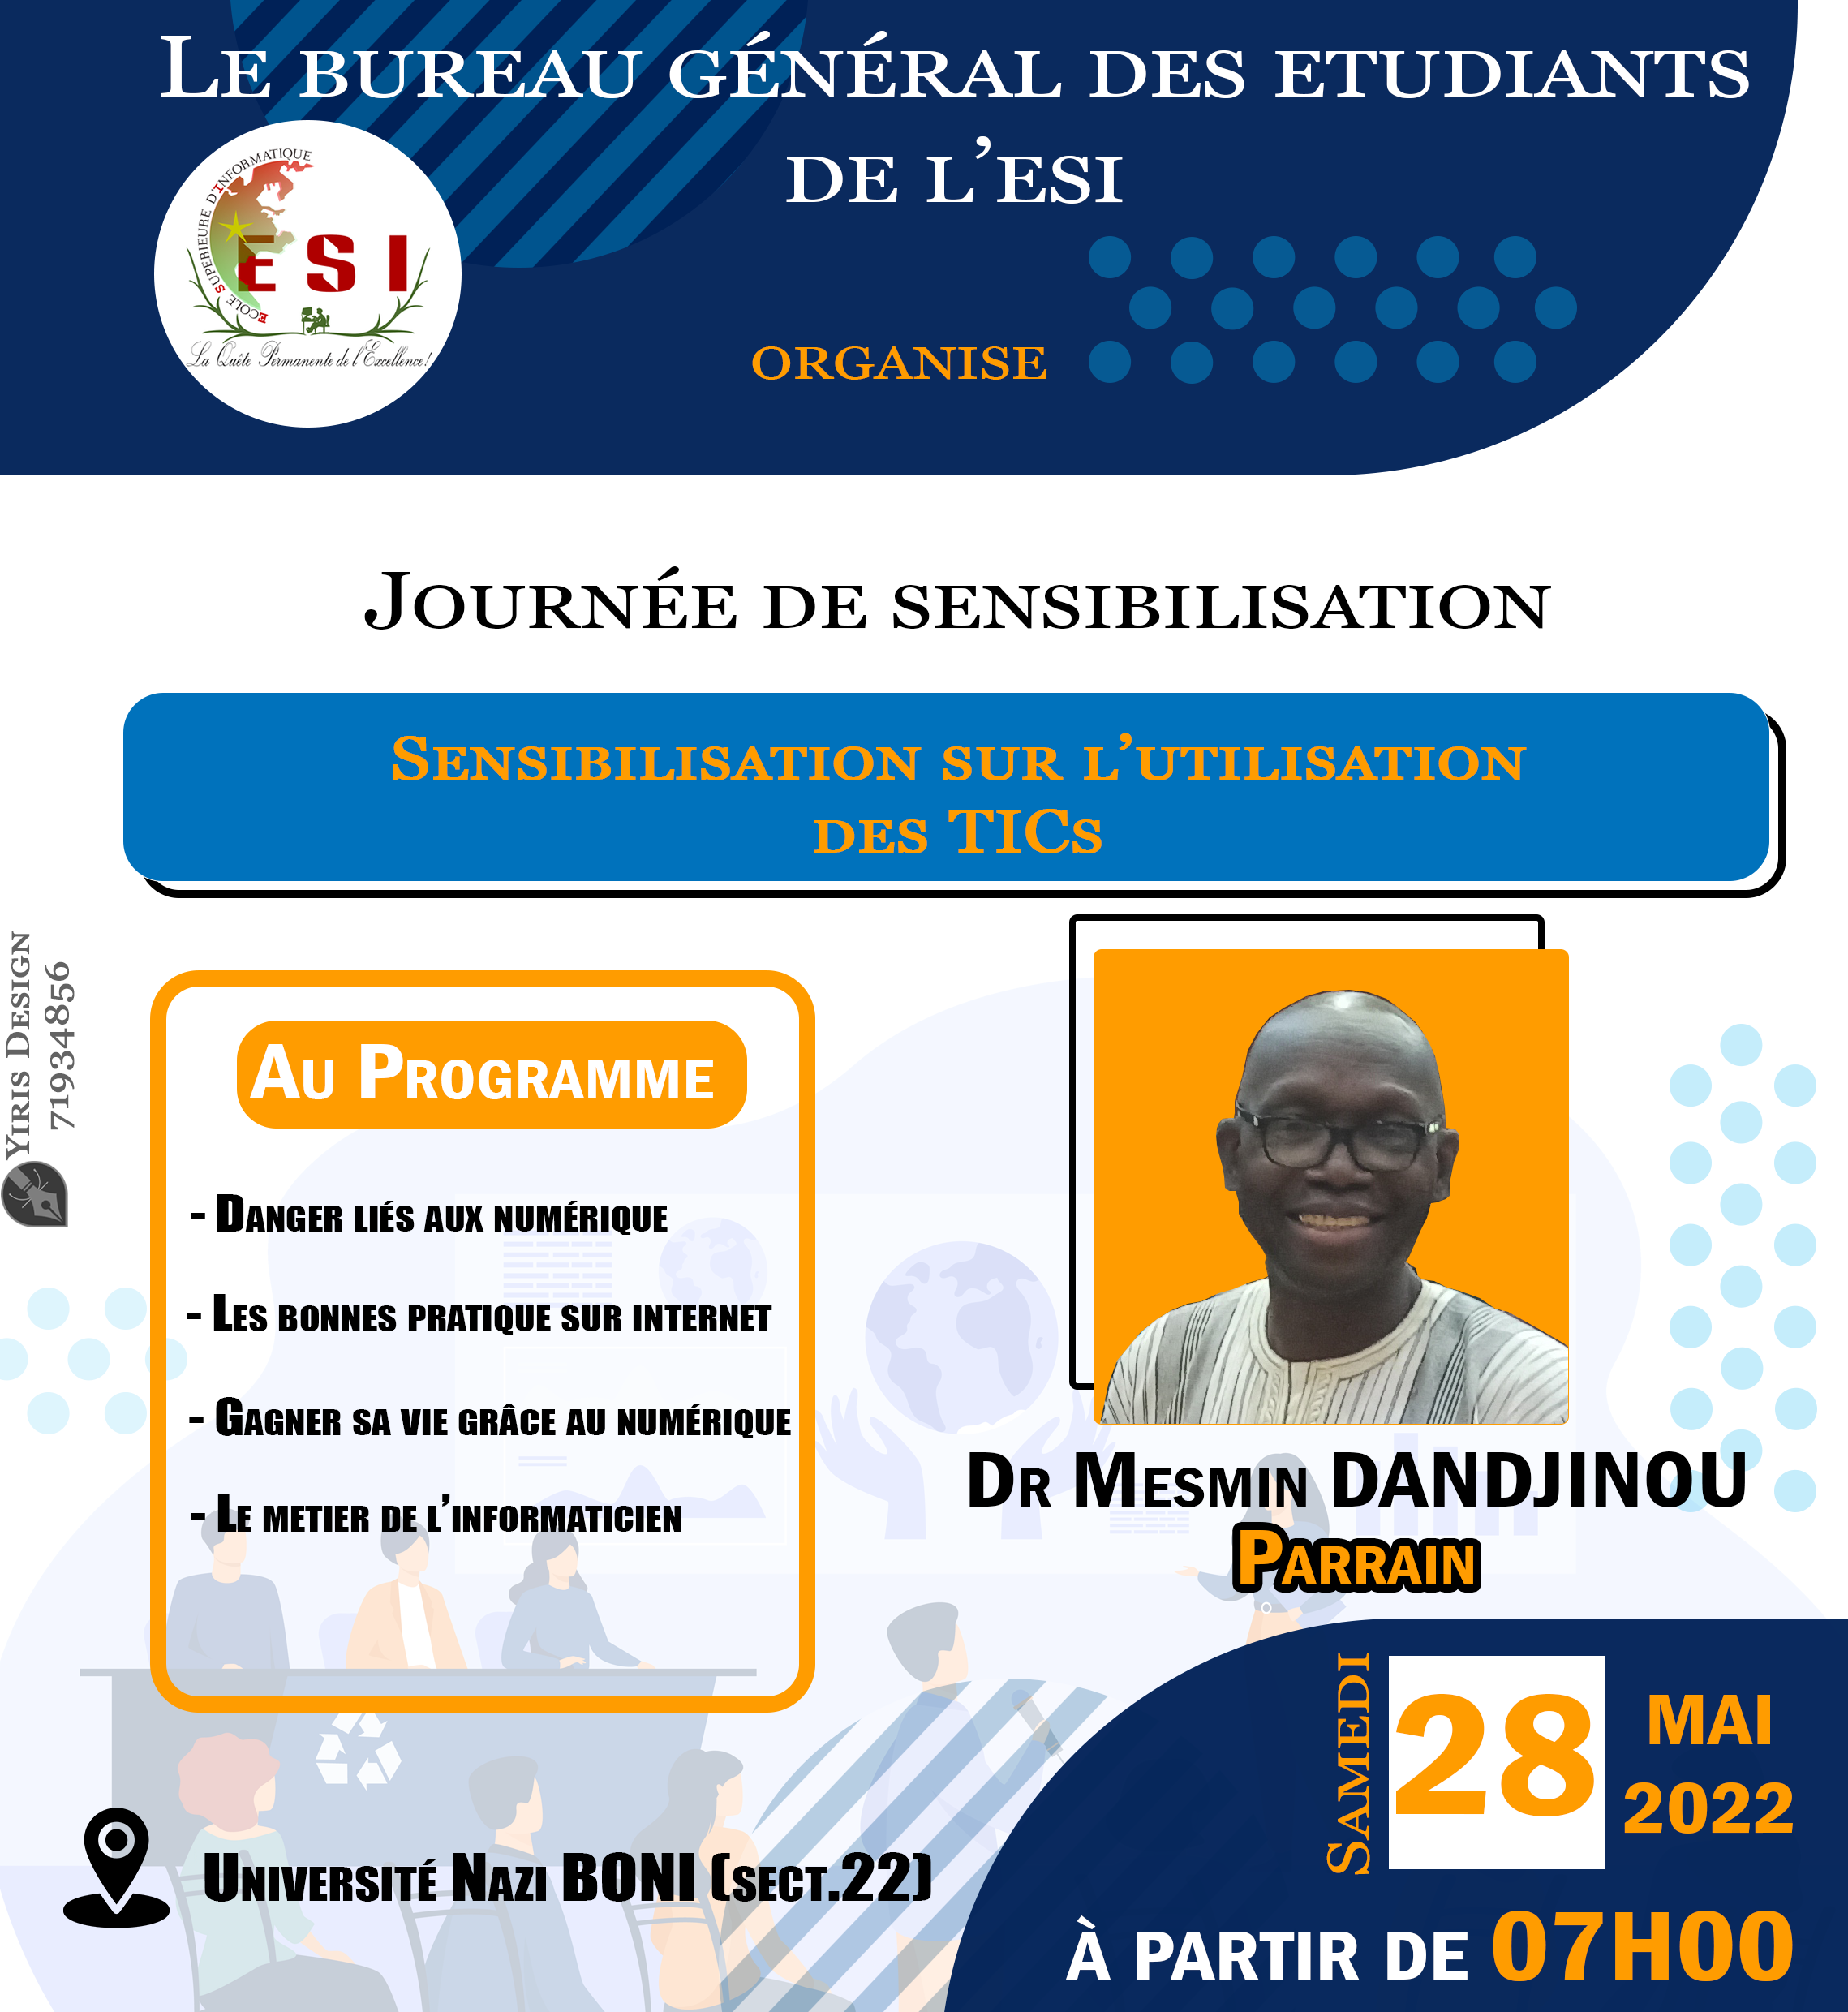 Le bureau général des etudiants
de l'esi
Ecole Superieure d'Informatique
ESI
La Quête Permanente de l'Excellence!
organise
Journée de sensibilisation
Sensibilisation sur l'utilisation
des TICs
Yiris Design
71934856
Au Programme
- Danger liés aux numérique
- Les bonnes pratique sur internet
- Gagner sa vie grâce au numérique
- Le metier de l'informaticien
Dr Mesmin DANDJINOU
Parrain
o
Samedi
28
MAI
2022
à partir de 07H00
Université Nazi BONI (sect.22)